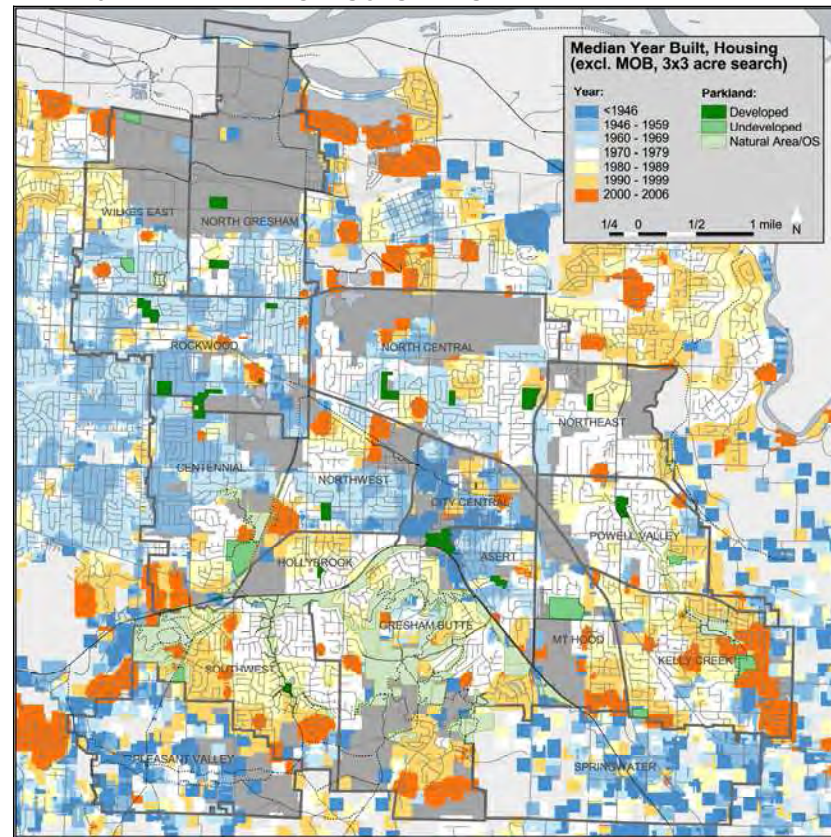 Median Year Built, Housing
(excl. MOB, 3x3 acre search)
Year:
<1946
1946 - 1959
1960 - 1969
1970 - 1979
1980 - 1989
1990 - 1999
2000 - 2006
Parkland:
Developed
Undeveloped
Natural Area/OS
1/4 0 1/2 1 mile
N
WILKES EAST
NORTH GRESHAM
ROCKWOOD
NORTH CENTRAL
NORTHEAST
CENTENNIAL
NORTHWEST
CITY CENTRAL
POWELL VALLEY
HOLLYBROOK
ASERT
GRESHAM BUTTE
MT HOOD
SOUTHWEST
KELLY CREEK
PLEASANT VALLEY
SPRINGWATER